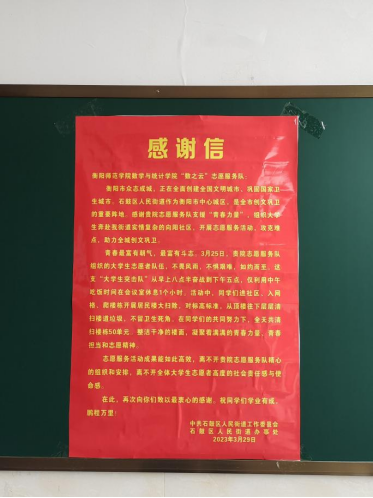 感谢信
衡阳师范学院数学与统计学院“数之云”志愿服务队：
衡阳市众志成城，正在全面创建全国文明城市、巩固国家卫
生城市。石鼓区人民街道作为衡阳市中心城区，是全市创文巩卫
的重要阵地。感谢贵院志愿服务队支援“青春力量”，组织大学
生奔赴我街道实情复杂的向阳社区，开展志愿服务活动，攻克难
点，助力全城创文巩卫。
青春最富有朝气，最富有斗志。3月25日，贵院志愿服务队
组织的大学生志愿者队伍，不畏风雨，不惧艰难，如约而至。这
支“大学生突击队”从早上八点半奋战到下午五点，仅利用中午
吃饭时间在会议室休息1个小时。活动中，同学们进社区、入网
格、爬楼栋开展居民楼大扫除，对标高标准，从顶楼往下层层清
扫楼道垃圾，不留卫生死角，在同学们的共同努力下，全天共清
扫楼栋50单元，整洁干净的楼面，凝聚着满满的青春力量、青春
担当和志愿精神。
志愿服务活动成果能如此高效，离不开贵院志愿服务队精心
的组织和安排，离不开全体大学生志愿者高度的社会责任感与使
命感。
在此，再次向你们致以最衷心的感谢，祝同学们学业有成，
鹏程万里！
中共石鼓区人民街道工作委员会
石鼓区人民街道办事处
2023年3月29日